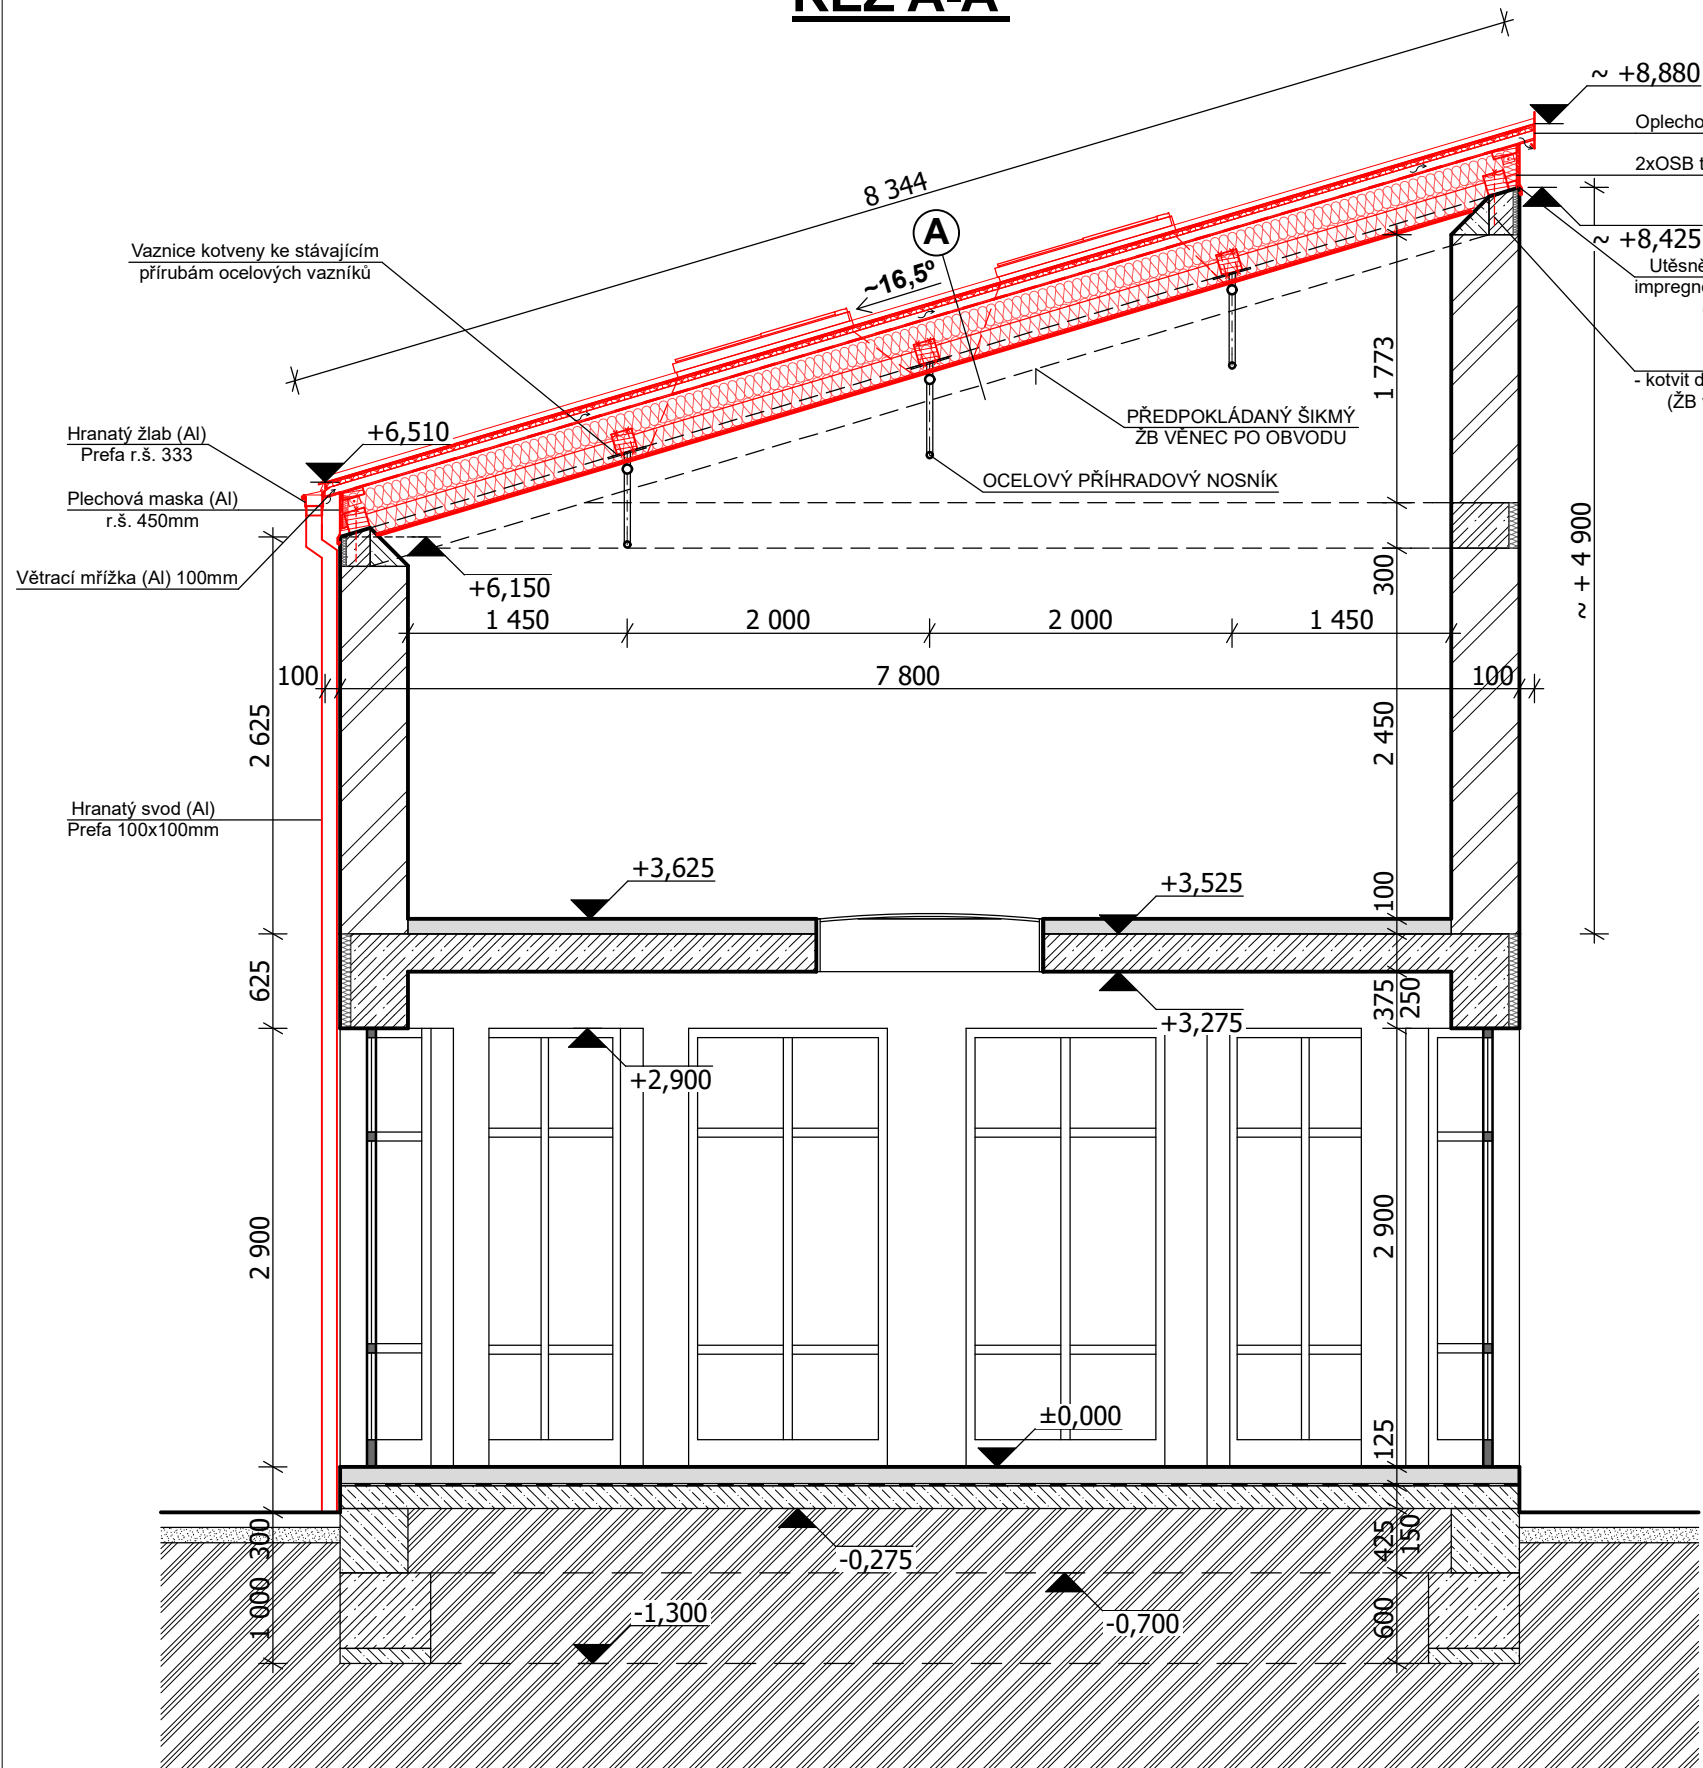 ŘEZ A-A
~ +8,880
Oplecho
8 344
2xOSB t
A
Vaznice kotveny ke stávajícím
přírubám ocelových vazníků
~16,5°
~ +8,425
Utěsně
impregno
1 773
- kotvit d
(ŽB
PŘEDPOKLÁDANÝ ŠIKMÝ
ŽB VĚNEC PO OBVODU
+6,510
Hranatý žlab (Al)
Prefa r.š. 333
OCELOVÝ PŘÍHRADOVÝ NOSNÍK
Plechová maska (Al)
r.š. 450mm
~ + 4 900
Větrací mřížka (Al) 100mm
+6,150
300
1 450
2 000
2 000
1 450
100
7 800
100
2 625
2 450
Hranatý svod (Al)
Prefa 100x100mm
+3,625
+3,525
100
625
375
250
+3,275
+2,900
2 900
2 900
±0,000
125
300
-0,275
425
150
1 000
-1,300
-0,700
600